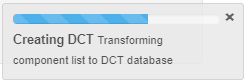 Creating DCT Transforming
component list to DCT database